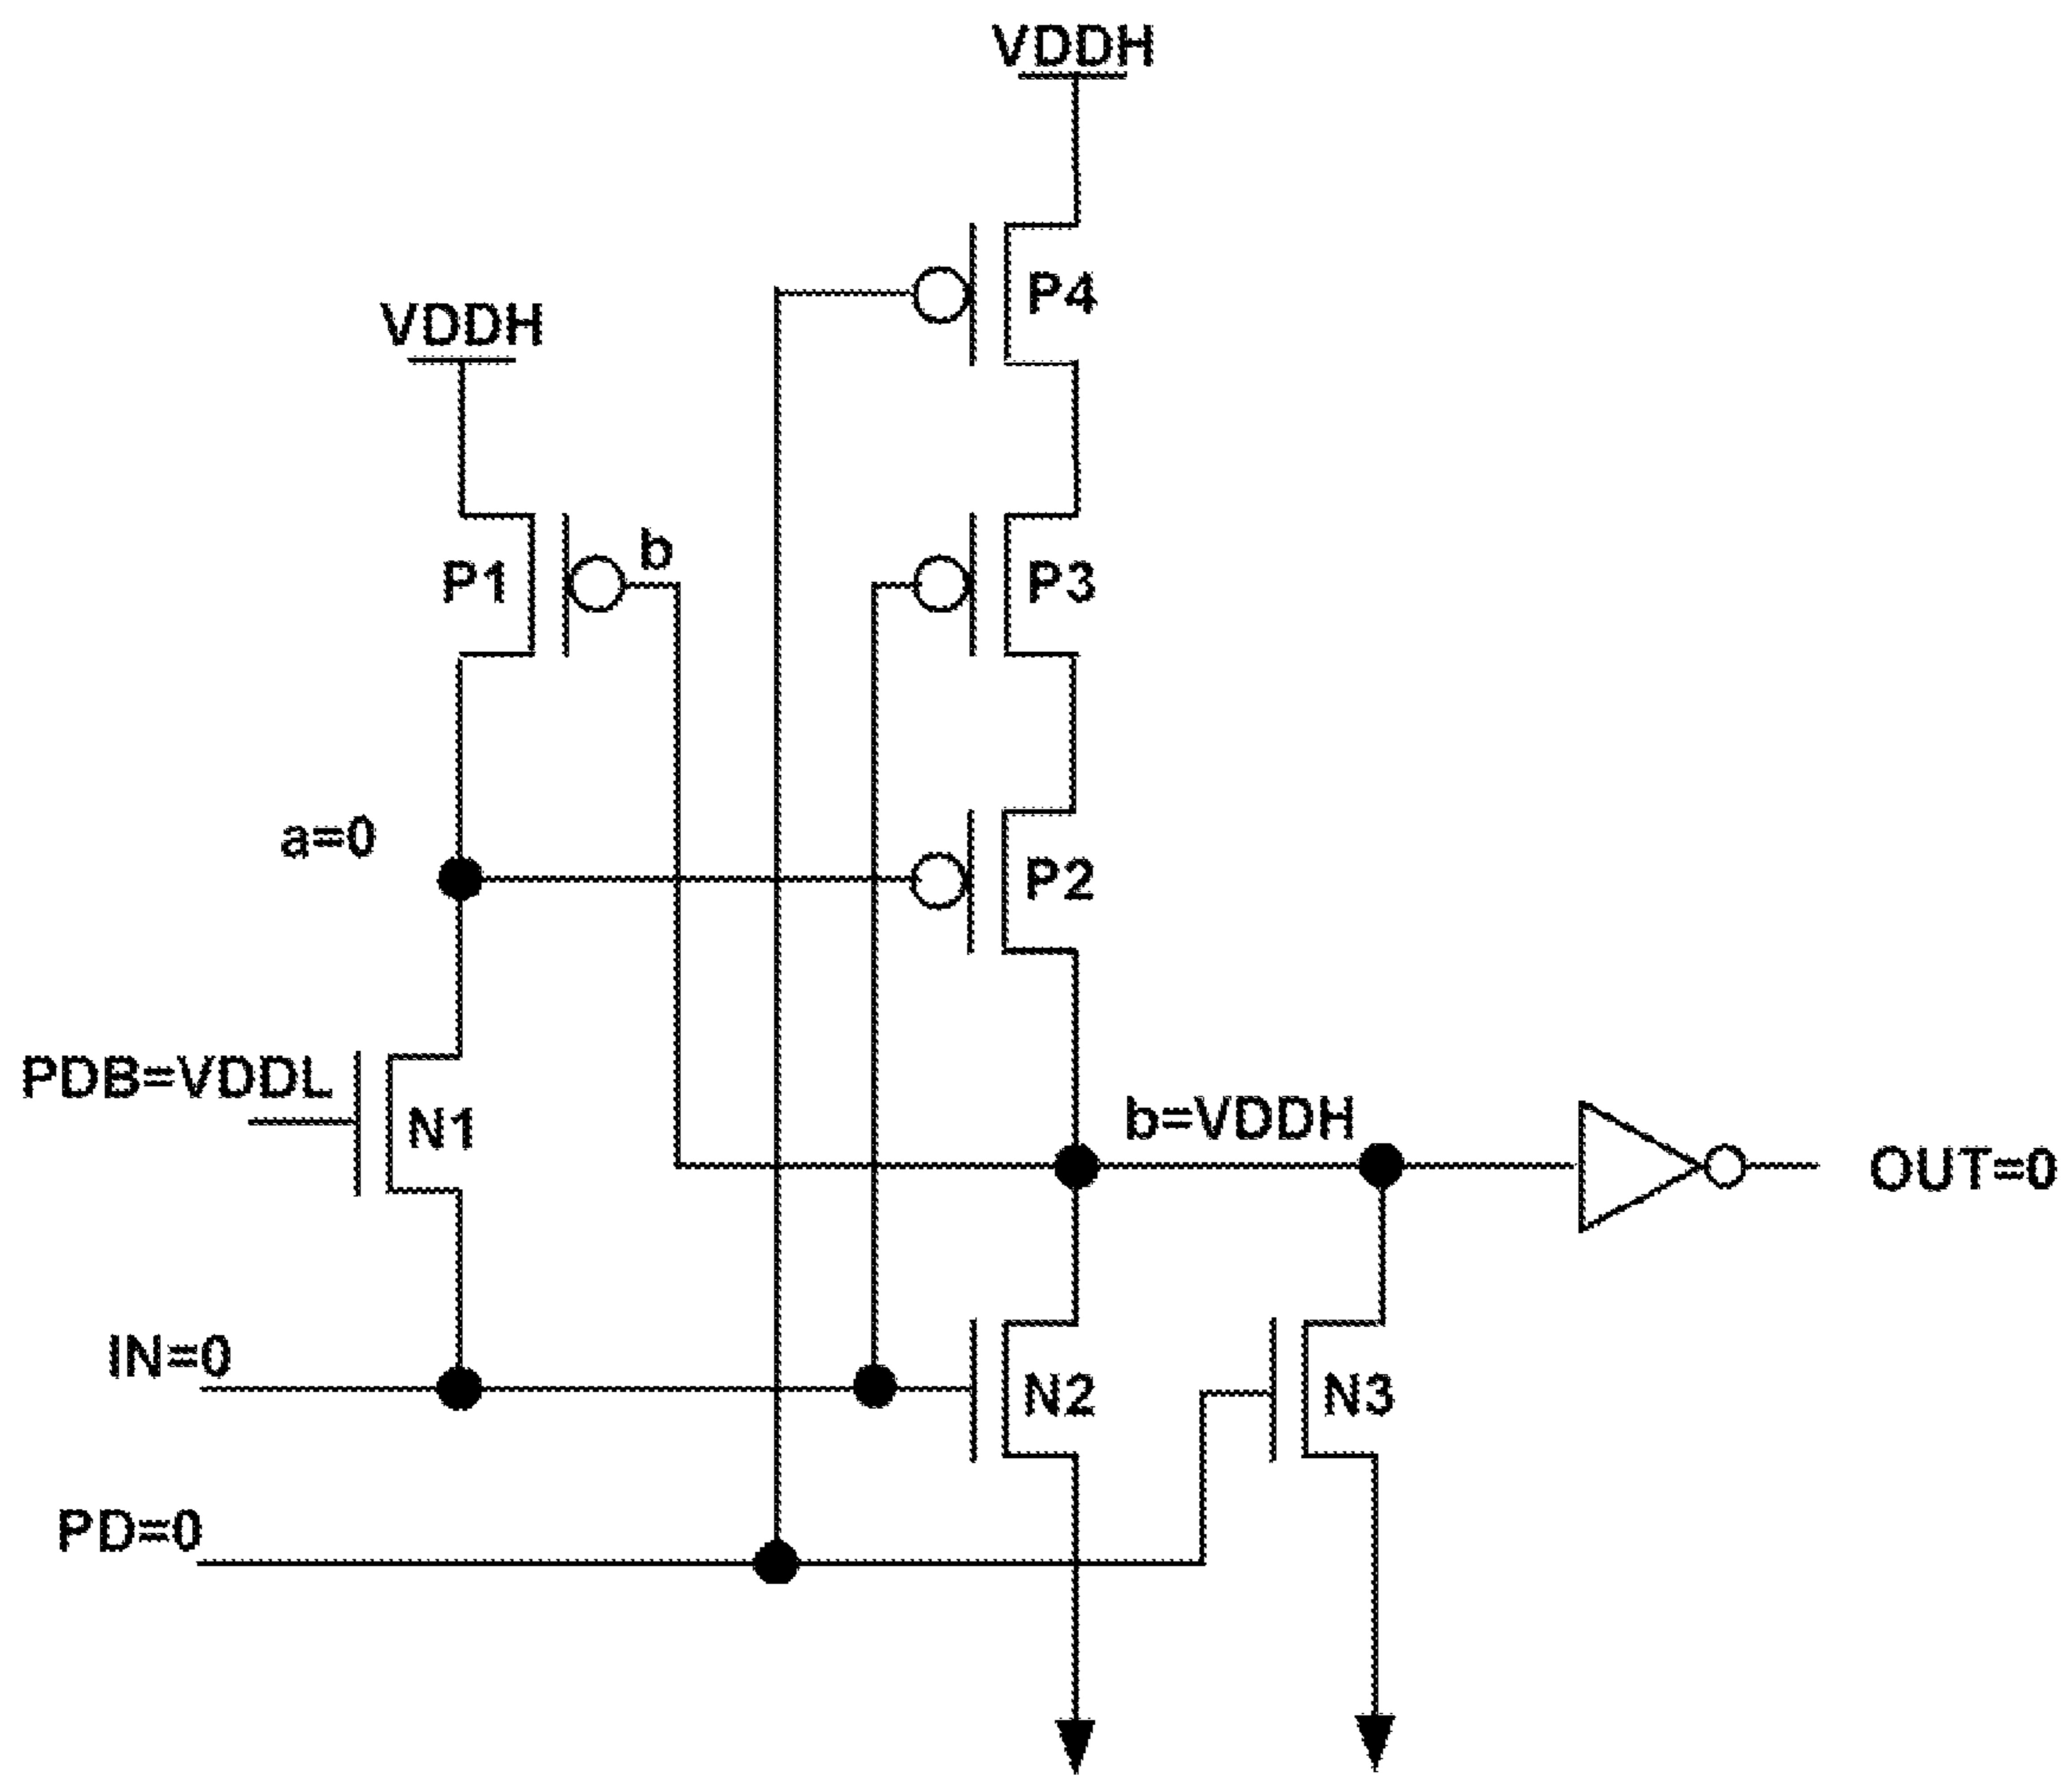 VDDH
P4
VDDH
b
P1
P3
a=0
P2
PDB=VDDL
N1
b=VDDH
OUT=0
IN=0
N2
N3
PD=0